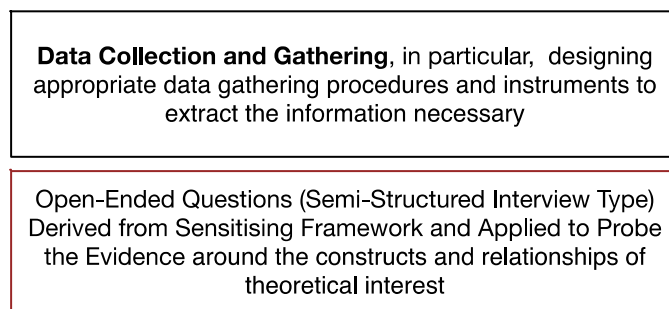 Data Collection and Gathering, in particular, designing
appropriate data gathering procedures and instruments to
extract the information necessary
Open-Ended Questions (Semi-Structured Interview Type)
Derived from Sensitising Framework and Applied to Probe
the Evidence around the constructs and relationships of
theoretical interest